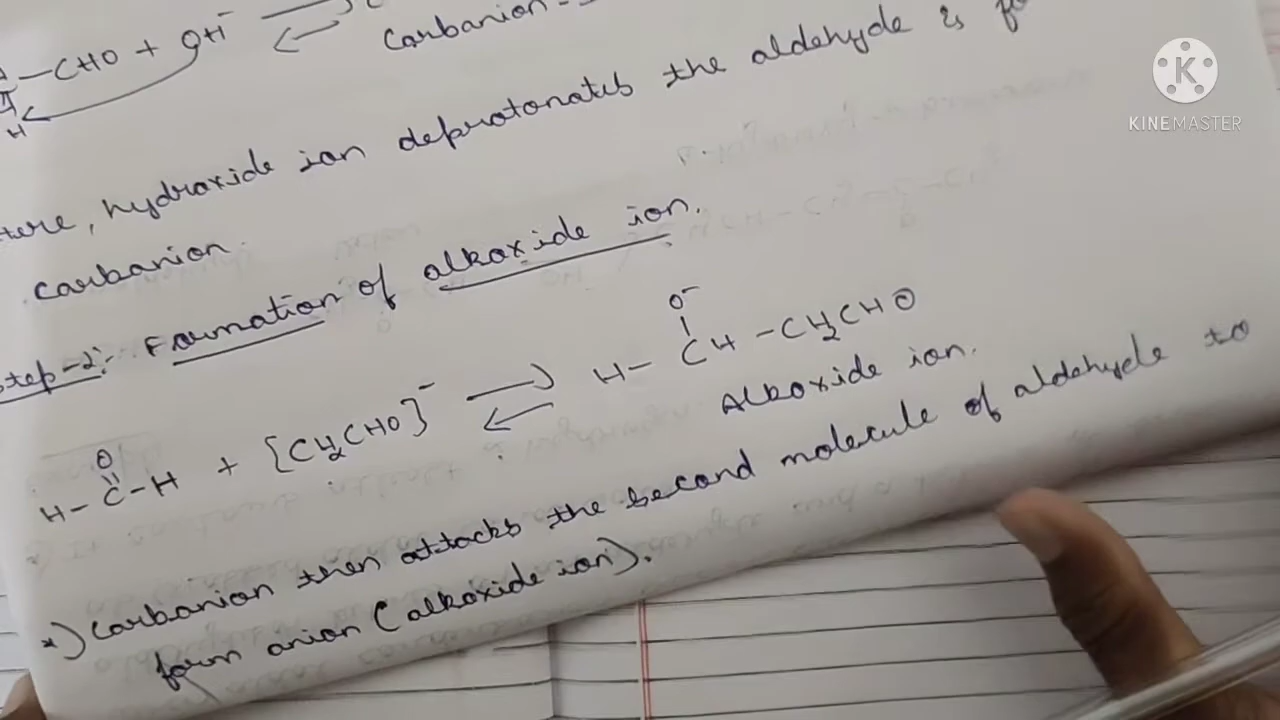 –CHO + OH⁻ ⇌
H
Carbanion
Here, hydroxide ion deprotonates the aldehyde is
carbanion.
Step-2:- Formation of alkoxide ion.
H–C(=O)–H + [CH₂CHO]⁻ ⇌ H–CH(O⁻)–CH₂CHO
Alkoxide ion.
*) Carbanion then attacks the second molecule of aldehyde to
form anion (alkoxide ion).
KINEMASTER